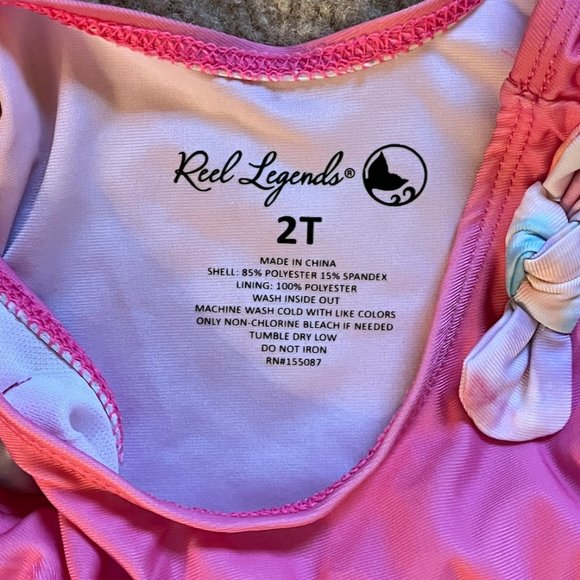 Reel Legends®
2T
MADE IN CHINA
SHELL: 85% POLYESTER 15% SPANDEX
LINING: 100% POLYESTER
WASH INSIDE OUT
MACHINE WASH COLD WITH LIKE COLORS
ONLY NON-CHLORINE BLEACH IF NEEDED
TUMBLE DRY LOW
DO NOT IRON
RN#155087